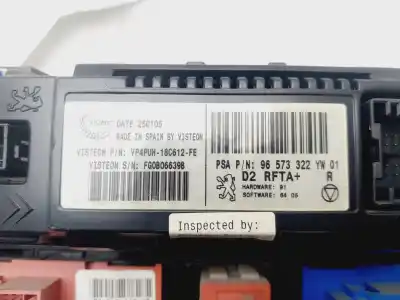 DATE 250106
MADE IN SPAIN BY VISTEON
VISTEON P/N: VP4PUH-18C612-FE
VISTEON S/N: FG0B066398
PSA P/N: 96 573 322 YW 01
D2 RFTA+ R
HARDWARE: 01
SOFTWARE: 04 05
Inspected by: